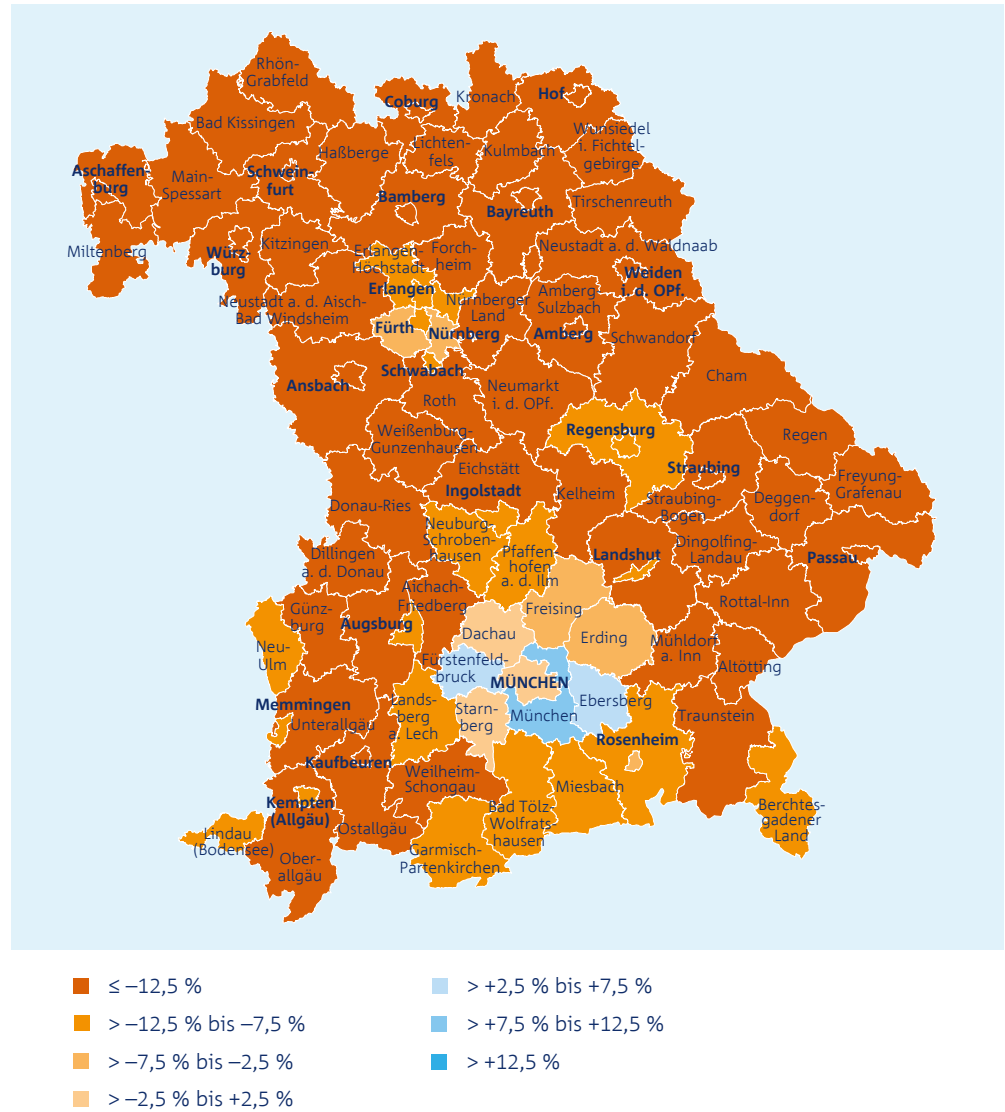 Rhön-
Grabfeld
Coburg
Kronach
Hof
Bad Kissingen
Lichten-
fels
Kulmbach
Wunsiedel
i. Fichtel-
gebirge
Haßberge
Aschaffen-
burg
Main-
Spessart
Schwein-
furt
Bamberg
Bayreuth
Tirschenreuth
Miltenberg
Würz-
burg
Kitzingen
Erlangen-
Höchstadt
Forch-
heim
Neustadt a. d. Waldnaab
Weiden
i. d. OPf.
Erlangen
Neustadt a. d. Aisch-
Bad Windsheim
Nürnberger
Land
Amberg
Sulzbach
Fürth
Nürnberg
Amberg
Schwandorf
Ansbach
Schwabach
Roth
Neumarkt
i. d. OPf.
Cham
Weißenburg-
Gunzenhausen
Regensburg
Regen
Eichstätt
Ingolstadt
Kelheim
Straubing
Straubing-
Bogen
Deggen-
dorf
Freyung-
Grafenau
Donau-Ries
Neuburg-
Schroben-
hausen
Pfaffen-
hofen
a. d. Ilm
Landshut
Dingolfing-
Landau
Passau
Dillingen
a. d. Donau
Aichach-
Friedberg
Freising
Rottal-Inn
Günz-
burg
Augsburg
Dachau
Erding
Mühldorf
a. Inn
Altötting
Neu-
Ulm
Fürstenfeld-
bruck
MÜNCHEN
Ebersberg
Memmingen
Unterallgäu
Lands-
berg
a. Lech
Starn-
berg
München
Traunstein
Rosenheim
Kaufbeuren
Weilheim-
Schongau
Miesbach
Kempten
(Allgäu)
Ostallgäu
Bad Tölz-
Wolfrats-
hausen
Berchtes-
gadener
Land
Lindau
(Bodensee)
Ober-
allgäu
Garmisch-
Partenkirchen
≤ –12,5 %
> –12,5 % bis –7,5 %
> –7,5 % bis –2,5 %
> –2,5 % bis +2,5 %
> +2,5 % bis +7,5 %
> +7,5 % bis +12,5 %
> +12,5 %